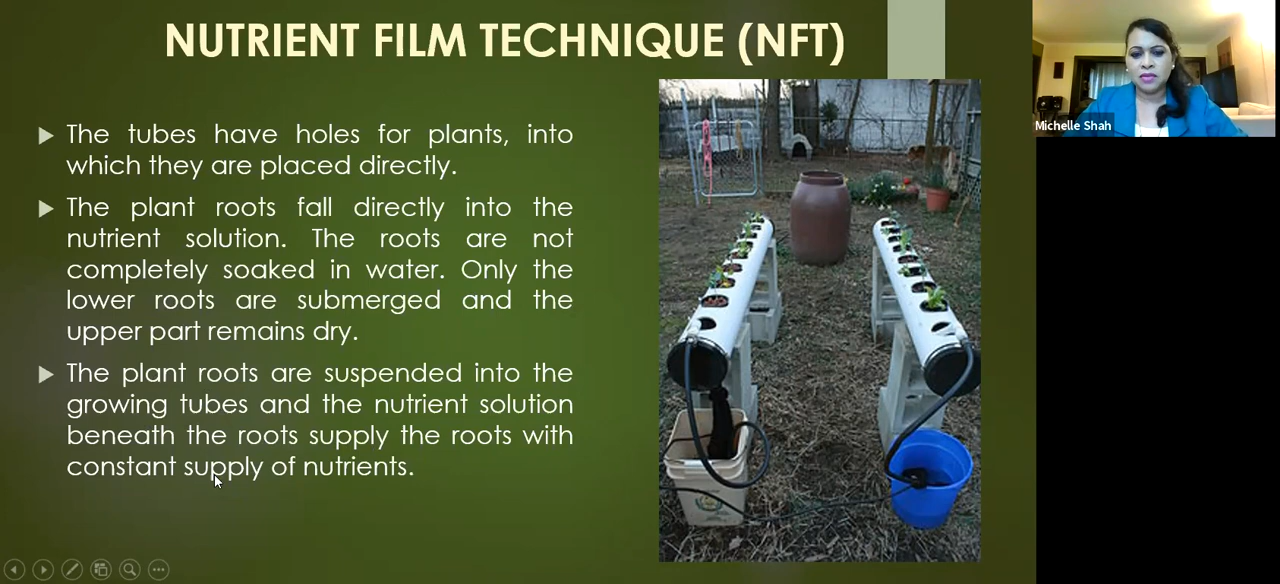 NUTRIENT FILM TECHNIQUE (NFT)
The tubes have holes for plants, into
which they are placed directly.
The plant roots fall directly into the
nutrient solution. The roots are not
completely soaked in water. Only the
lower roots are submerged and the
upper part remains dry.
The plant roots are suspended into the
growing tubes and the nutrient solution
beneath the roots supply the roots with
constant supply of nutrients.
Michelle Shah